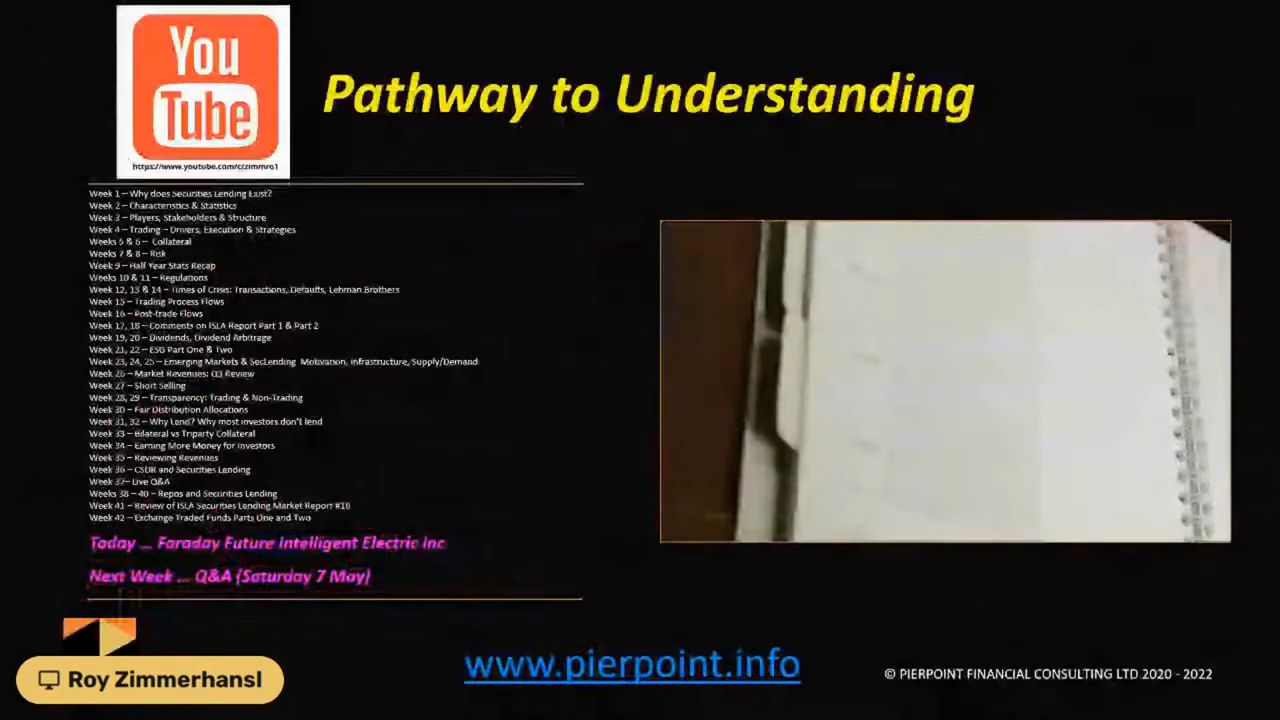 You
Tube
https://www.youtube.com/c/zimmro1
Pathway to Understanding
Week 1 – Why does Securities Lending Exist?
Week 2 – Characteristics & Statistics
Week 3 – Players, Stakeholders & Structure
Week 4 – Trading – Drivers, Execution & Strategies
Weeks 5 & 6 – Collateral
Weeks 7 & 8 – Risk
Week 9 – Half Year Stats Recap
Weeks 10 & 11 – Regulations
Week 12, 13 & 14 – Times of Crisis: Transactions, Defaults, Lehman Brothers
Week 15 – Trading Process Flows
Week 16 – Post-trade Flows
Week 17, 18 – Comments on ISLA Report Part 1 & Part 2
Week 19, 20 – Dividends, Dividend Arbitrage
Week 21, 22 – ESG Part One & Two
Week 23, 24, 25 – Emerging Markets & SecLending Motivation, Infrastructure, Supply/Demand
Week 26 – Market Revenues: Q3 Review
Week 27 – Short Selling
Week 28, 29 – Transparency: Trading & Non-Trading
Week 30 – Fair Distribution Allocations
Week 31, 32 – Why Lend? Why most investors don't lend
Week 33 – Bilateral vs Triparty Collateral
Week 34 – Earning More Money for Investors
Week 35 – Reviewing Revenues
Week 36 – CSDR and Securities Lending
Week 37– Live Q&A
Weeks 38 – 40 – Repos and Securities Lending
Week 41 – Review of ISLA Securities Lending Market Report #16
Week 42 – Exchange Traded Funds Parts One and Two
Today ... Faraday Future Intelligent Electric Inc
Next Week ... Q&A (Saturday 7 May)
Roy Zimmerhansl
www.pierpoint.info
© PIERPOINT FINANCIAL CONSULTING LTD 2020 - 2022